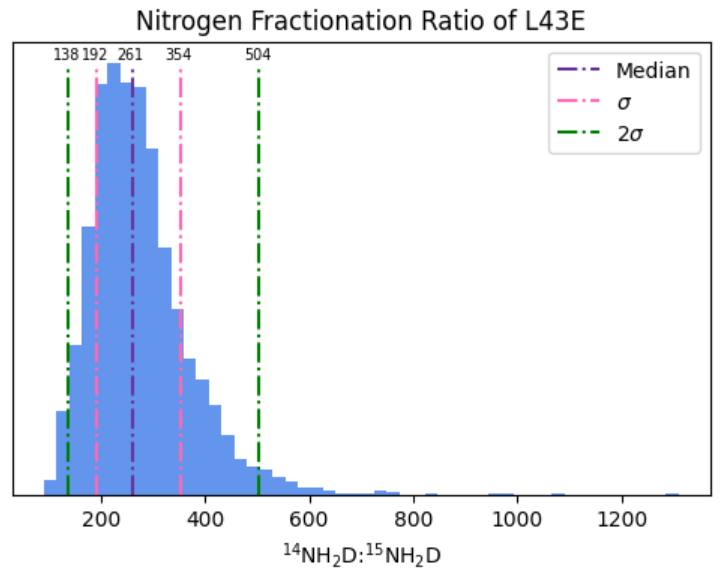 Nitrogen Fractionation Ratio of L43E
138 192 261 354 504
Median
σ
2σ
200 400 600 800 1000 1200
¹⁴NH₂D:¹⁵NH₂D